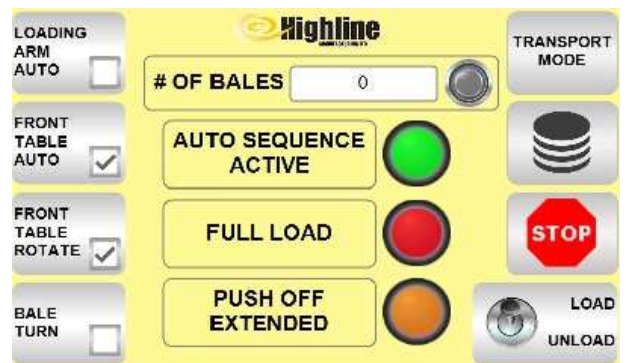 LOADING
ARM
AUTO
FRONT
TABLE
AUTO
FRONT
TABLE
ROTATE
BALE
TURN
Highline
# OF BALES 0
AUTO SEQUENCE
ACTIVE
FULL LOAD
PUSH OFF
EXTENDED
TRANSPORT
MODE
STOP
LOAD
UNLOAD